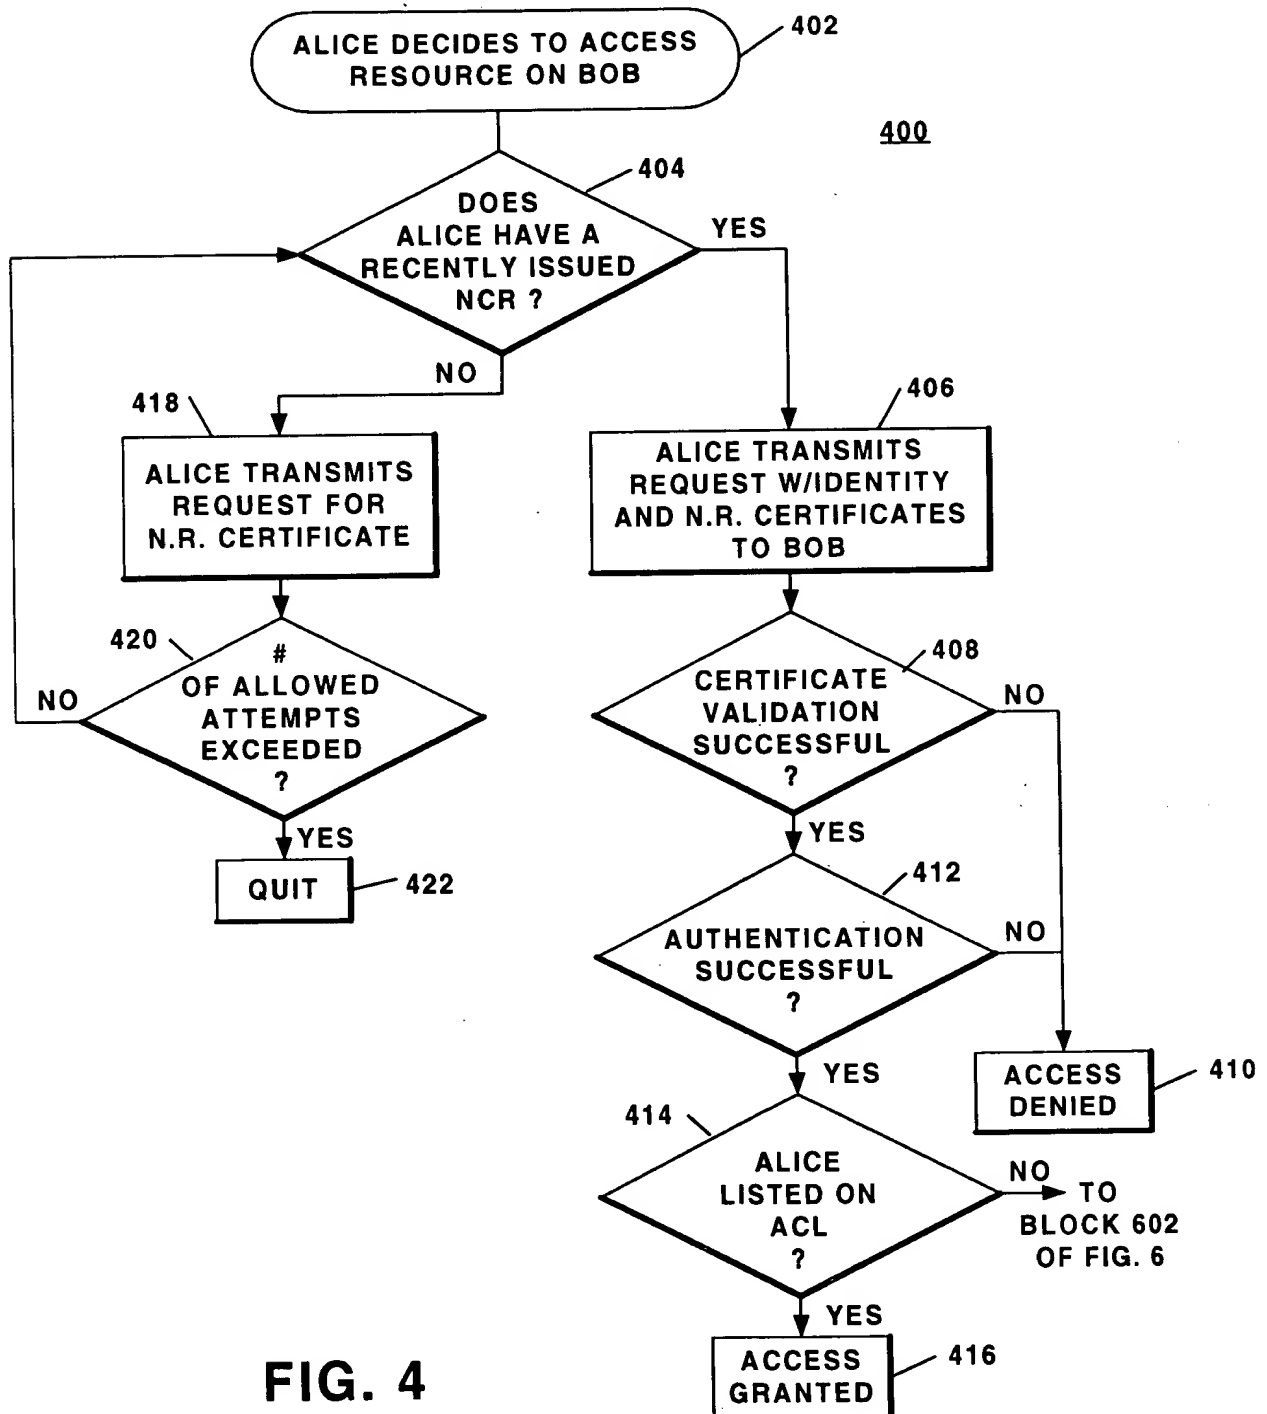 ALICE DECIDES TO ACCESS
RESOURCE ON BOB
402
400
404
DOES
ALICE HAVE A
RECENTLY ISSUED
NCR ?
YES
NO
418
ALICE TRANSMITS
REQUEST FOR
N.R. CERTIFICATE
406
ALICE TRANSMITS
REQUEST W/IDENTITY
AND N.R. CERTIFICATES
TO BOB
420
#
OF ALLOWED
ATTEMPTS
EXCEEDED
?
NO
YES
QUIT
422
408
CERTIFICATE
VALIDATION
SUCCESSFUL
?
NO
YES
412
AUTHENTICATION
SUCCESSFUL
?
NO
YES
ACCESS
DENIED
410
414
ALICE
LISTED ON
ACL
?
NO
TO
BLOCK 602
OF FIG. 6
YES
ACCESS
GRANTED
416
FIG. 4